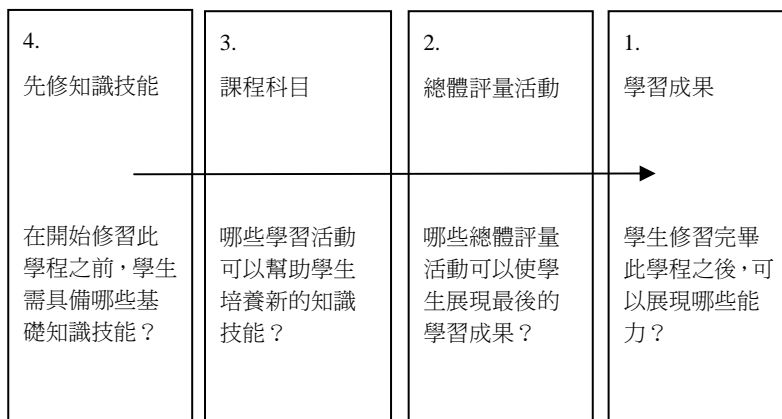 4.
先修知識技能
在開始修習此
學程之前，學生
需具備哪些基
礎知識技能？
3.
課程科目
哪些學習活動
可以幫助學生
培養新的知識
技能？
2.
總體評量活動
哪些總體評量
活動可以使學
生展現最後的
學習成果？
1.
學習成果
學生修習完畢
此學程之後，可
以展現哪些能
力？